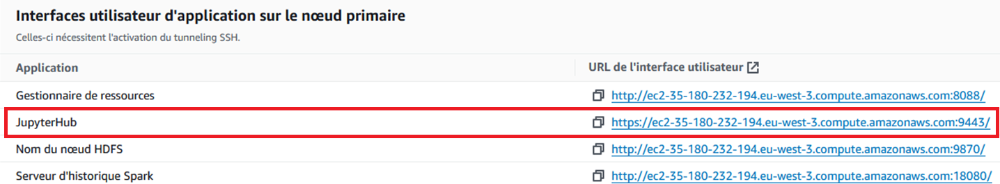 Interfaces utilisateur d'application sur le nœud primaire
Celles-ci nécessitent l'activation du tunneling SSH.
Application URL de l'interface utilisateur
Gestionnaire de ressources http://ec2-35-180-232-194.eu-west-3.compute.amazonaws.com:8088/
JupyterHub https://ec2-35-180-232-194.eu-west-3.compute.amazonaws.com:9443/
Nom du nœud HDFS http://ec2-35-180-232-194.eu-west-3.compute.amazonaws.com:9870/
Serveur d'historique Spark http://ec2-35-180-232-194.eu-west-3.compute.amazonaws.com:18080/